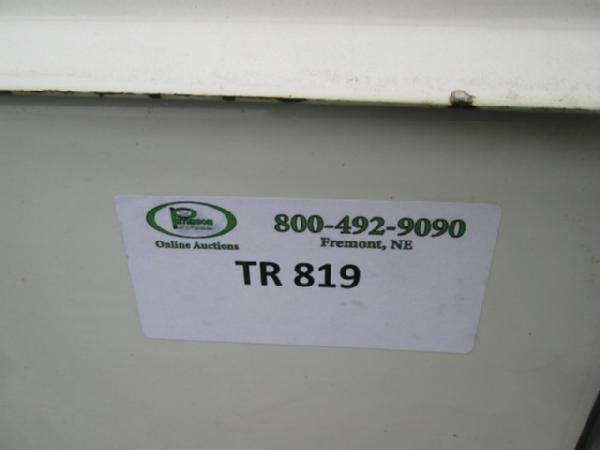 Online Auctions
800-492-9090
Fremont, NE
TR 819